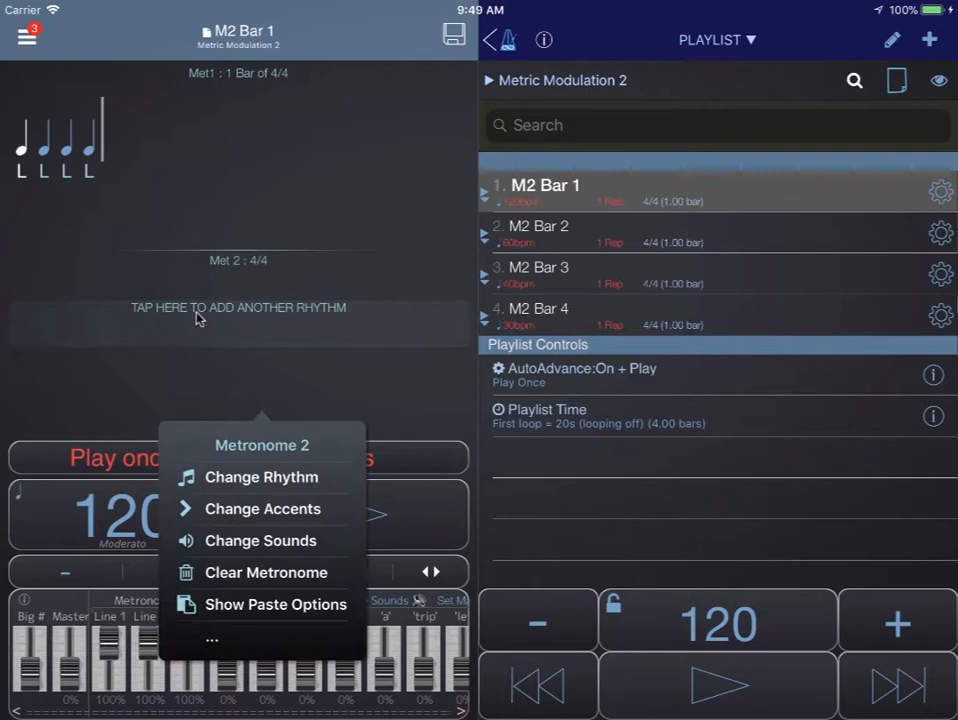 Carrier
9:49 AM
100%
3
M2 Bar 1
Metric Modulation 2
Met1 : 1 Bar of 4/4
L L L L
Met 2 : 4/4
TAP HERE TO ADD ANOTHER RHYTHM
Play onc
s
120
Moderato
Metronome 2
Change Rhythm
Change Accents
Change Sounds
Clear Metronome
Show Paste Options
...
Metron
Sounds
Set M
Big # Master Line 1 Line 'a' 'trip' 'le
0% 100% 100% 0% 0% 0%
< >
PLAYLIST ▼
Metric Modulation 2
Search
1. M2 Bar 1
120bpm 1 Rep 4/4 (1.00 bar)
2. M2 Bar 2
60bpm 1 Rep 4/4 (1.00 bar)
3. M2 Bar 3
40bpm 1 Rep 4/4 (1.00 bar)
4. M2 Bar 4
30bpm 1 Rep 4/4 (1.00 bar)
Playlist Controls
AutoAdvance:On + Play
Play Once
Playlist Time
First loop = 20s (looping off) (4.00 bars)
- 120 +